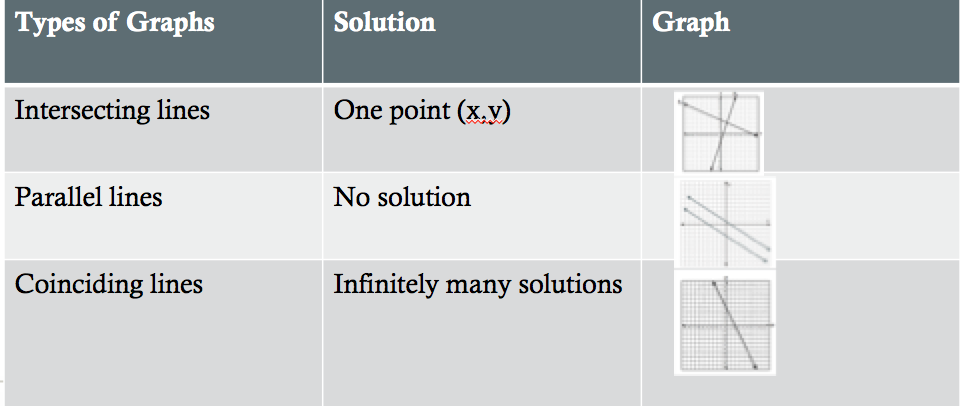 Types of Graphs Solution Graph
Intersecting lines One point (x,y)
Parallel lines No solution
Coinciding lines Infinitely many solutions